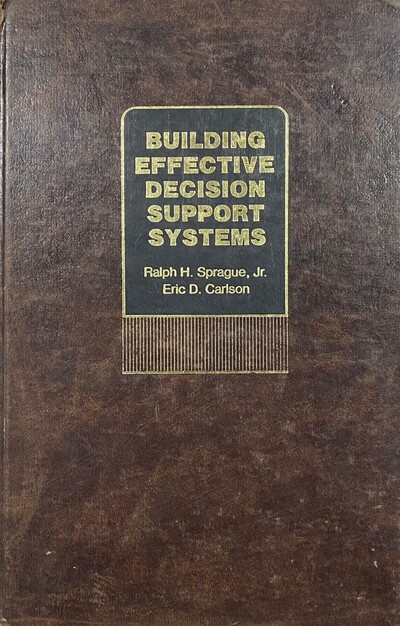 BUILDING
EFFECTIVE
DECISION
SUPPORT
SYSTEMS
Ralph H. Sprague, Jr.
Eric D. Carlson